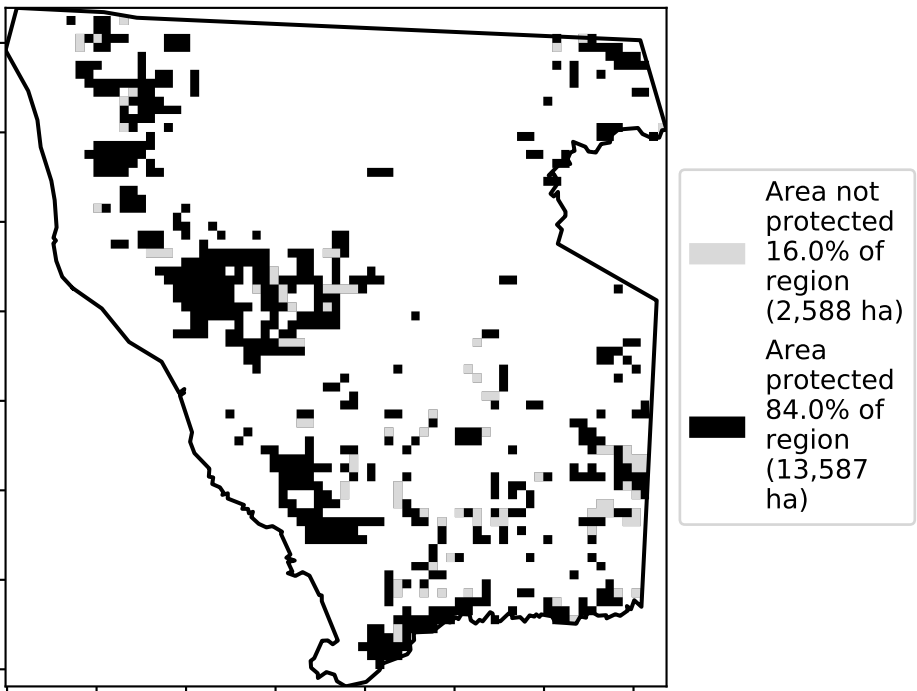 Area not
protected
16.0% of
region
(2,588 ha)
Area
protected
84.0% of
region
(13,587
ha)